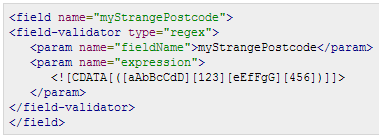 <field name="myStrangePostcode">
<field-validator type="regex">
<param name="fieldName">myStrangePostcode</param>
<param name="expression">
<![CDATA[([aAbBcCdD][123][eEfFgG][456])]]>
</param>
</field-validator>
</field>